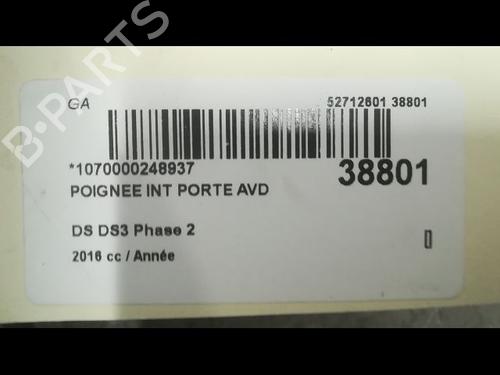 B-PARTS
GA
52712601 38801
*1070000248937
38801
POIGNEE INT PORTE AVD
DS DS3 Phase 2
2016 cc / Année